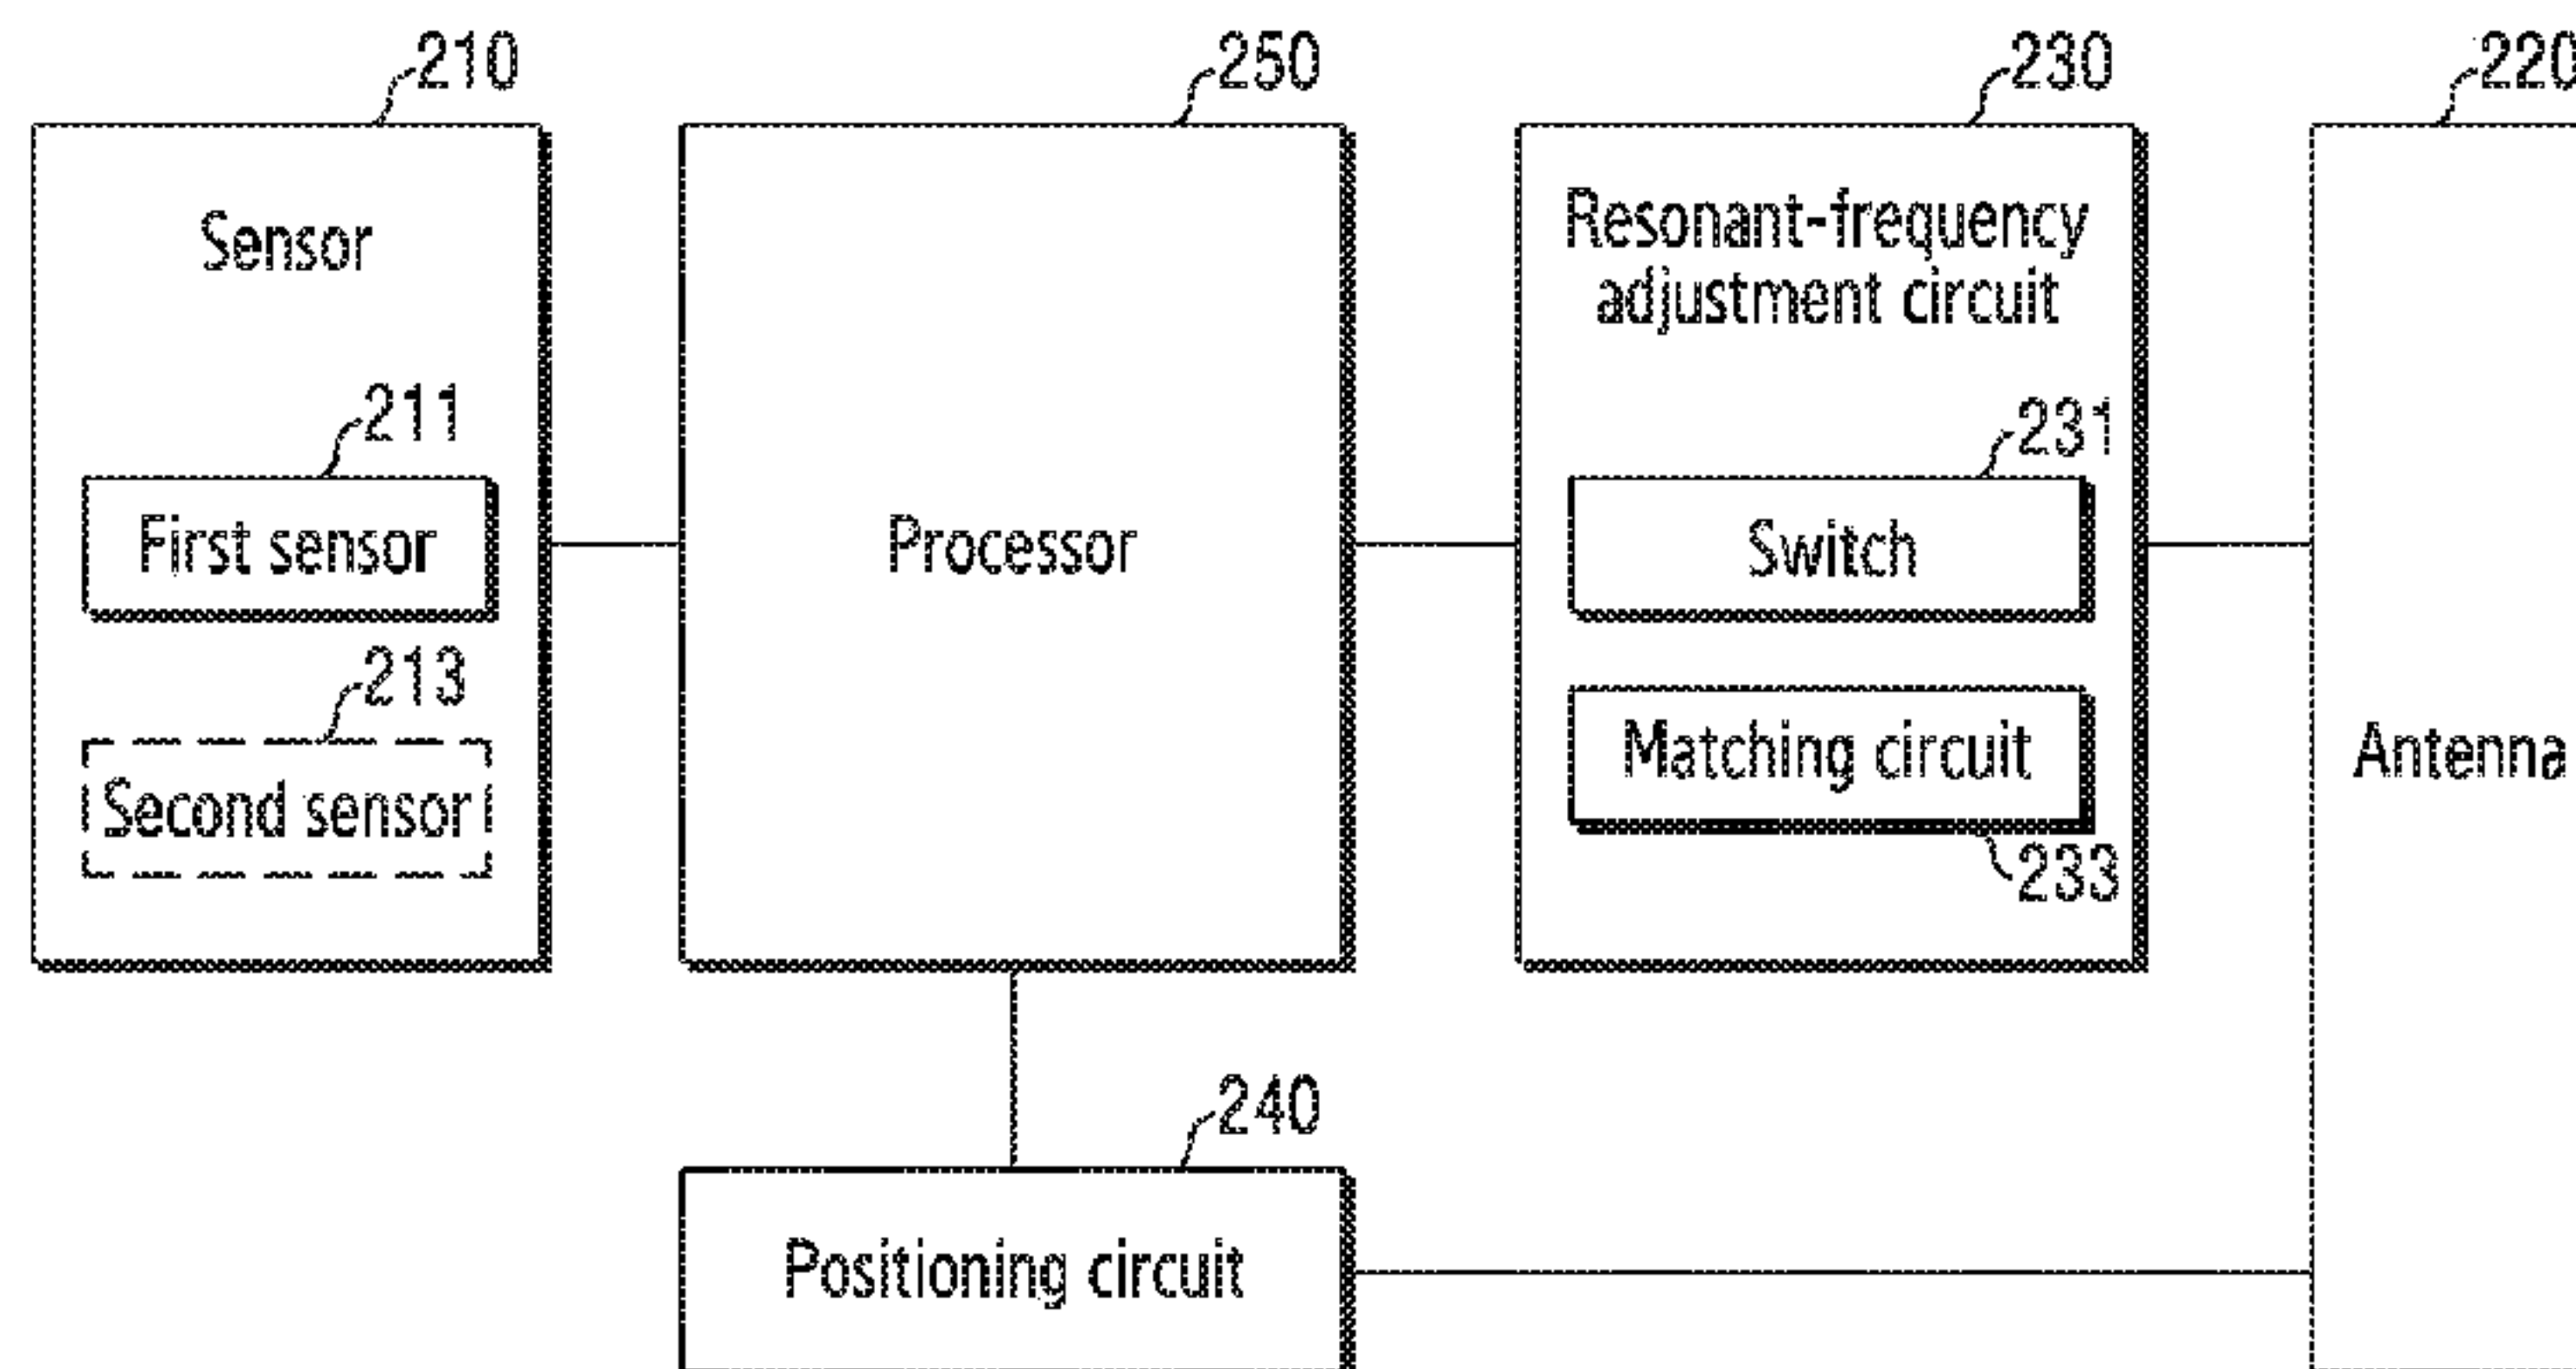 210
250
230
220
Sensor
Resonant-frequency
adjustment circuit
211
231
First sensor
Processor
Switch
213
Matching circuit
Antenna
Second sensor
233
240
Positioning circuit